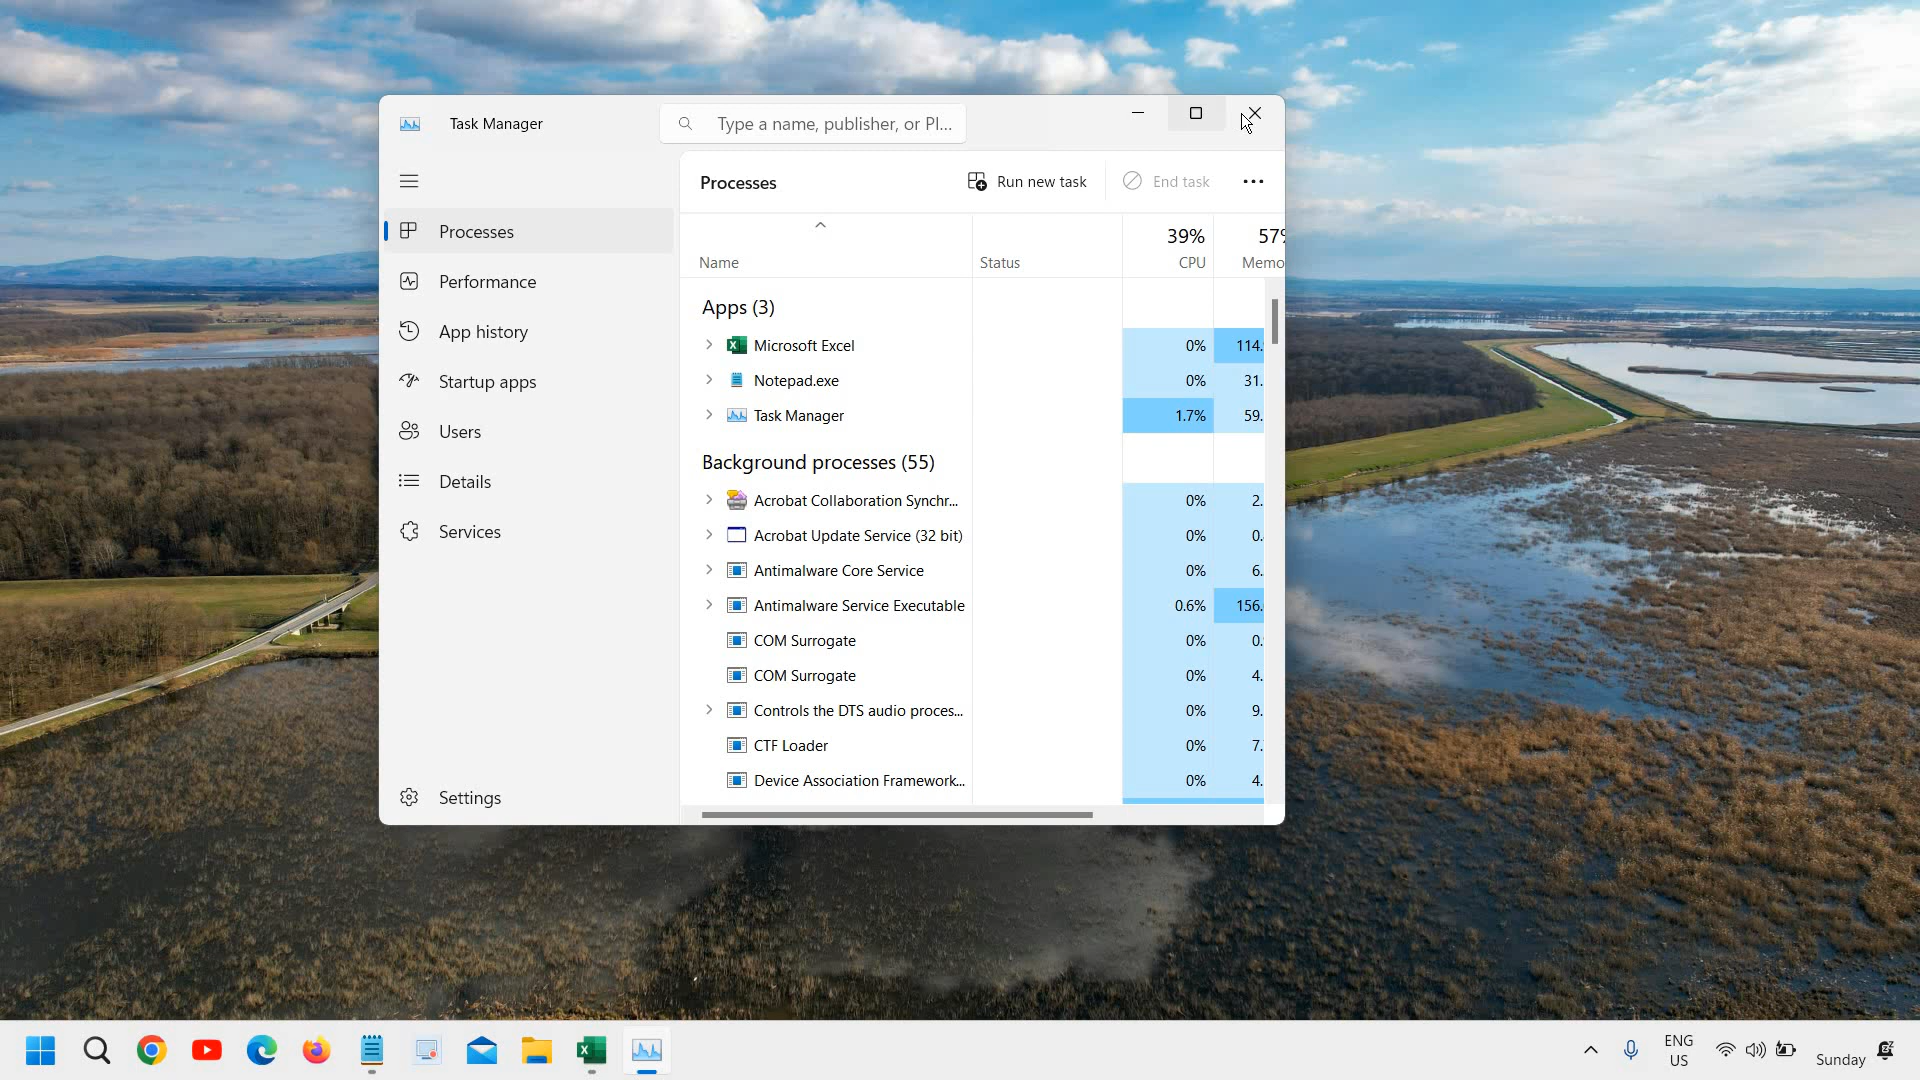 Task Manager
Type a name, publisher, or Pl...
Processes
Run new task
End task
Processes
Performance
App history
Startup apps
Users
Details
Services
Settings
39%
57%
Name
Status
CPU
Memo
Apps (3)
Microsoft Excel 0% 114.
Notepad.exe 0% 31.
Task Manager 1.7% 59.
Background processes (55)
Acrobat Collaboration Synchr... 0% 2.
Acrobat Update Service (32 bit) 0% 0.
Antimalware Core Service 0% 6.
Antimalware Service Executable 0.6% 156.
COM Surrogate 0% 0.
COM Surrogate 0% 4.
Controls the DTS audio proces... 0% 9.
CTF Loader 0% 7.
Device Association Framework... 0% 4.
ENG
US
Sunday